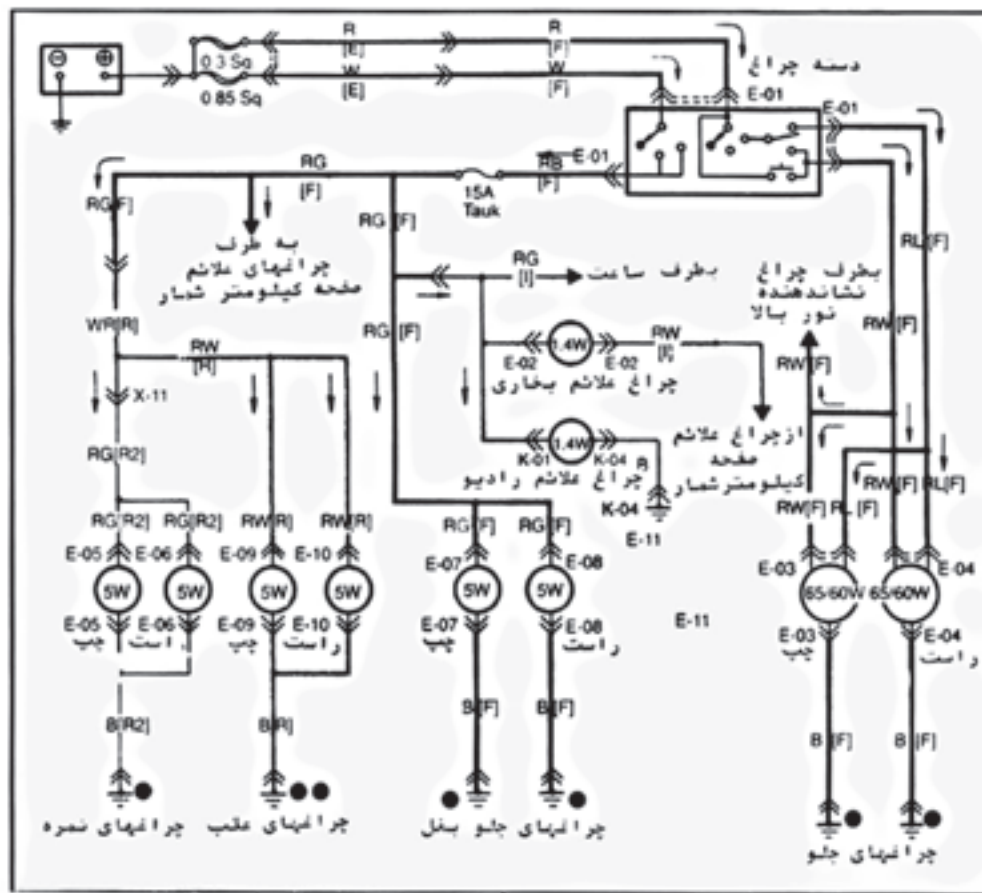 R
R
[E]
[F]
0.3 Sq
W
W
[E]
[F]
0.85 Sq
دسته چراغ
E-01
E-01
E-01
RB
[F]
15A
Tauk
RG
[F]
RG[F]
RG [F]
به طرف
چراغهای علائم
صفحه کیلومتر شمار
RG
[I]
بطرف ساعت
بطرف چراغ
نشاندهنده
نور بالا
RL [F]
RW [F]
RW [F]
WR[R]
RG [F]
RW
[R]
1.4W
RW
[I]
E-02
E-02
چراغ علائم بخاری
X-11
RG[R2]
1.4W
K-01
K-04
B
چراغ علائم رادیو
ازچراغ علائم
صفحه
کیلومترشمار
K-04
E-11
RG[R2]
RG[R2]
RW[R]
RW[R]
RG [F]
RG [F]
RW[F]
RL [F]
RW [F]
RL[F]
E-05
E-06
E-09
E-10
E-07
E-08
E-03
E-04
5W
5W
5W
5W
5W
5W
65/60W
65/60W
E-11
E-05
E-06
E-09
E-10
E-07
E-08
E-03
E-04
چپ
راست
چپ
راست
چپ
راست
چپ
راست
B[R2]
B[R]
B [F]
B [F]
B [F]
B [F]
چراغهای نمره
چراغهای عقب
چراغهای جلو بغل
چراغهای جلو